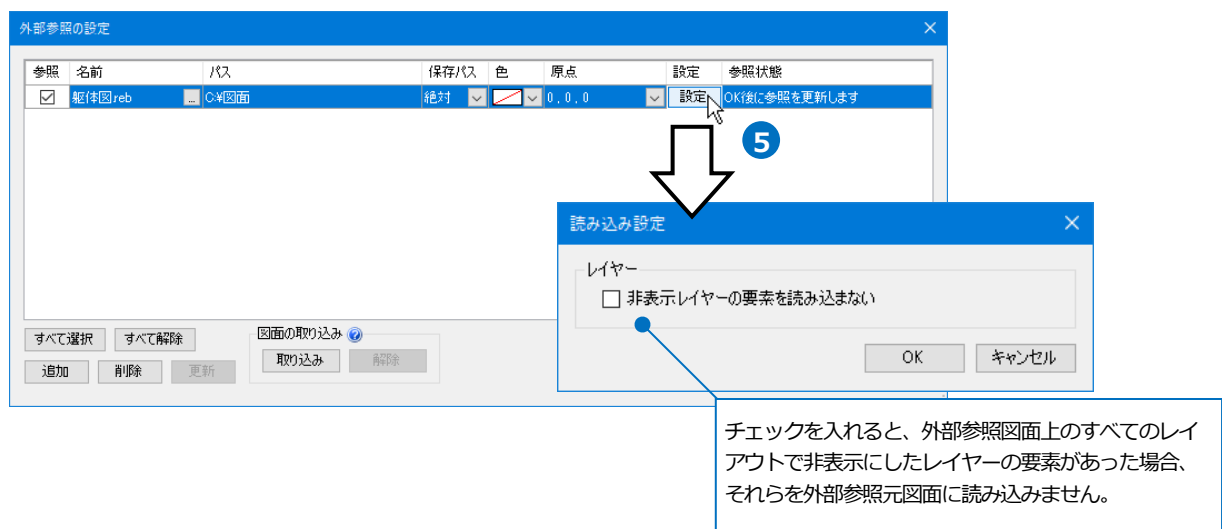 外部参照の設定
参照 名前 パス 保存パス 色 原点 設定 参照状態
躯体図.reb ... C:¥図面 絶対 0, 0, 0 設定 OK後に参照を更新します
5
読み込み設定
レイヤー
非表示レイヤーの要素を読み込まない
すべて選択 すべて解除 図面の取り込み ?
取り込み 解除
追加 削除 更新
OK キャンセル
チェックを入れると、外部参照図面上のすべてのレイ
アウトで非表示にしたレイヤーの要素があった場合、
それらを外部参照元図面に読み込みません。